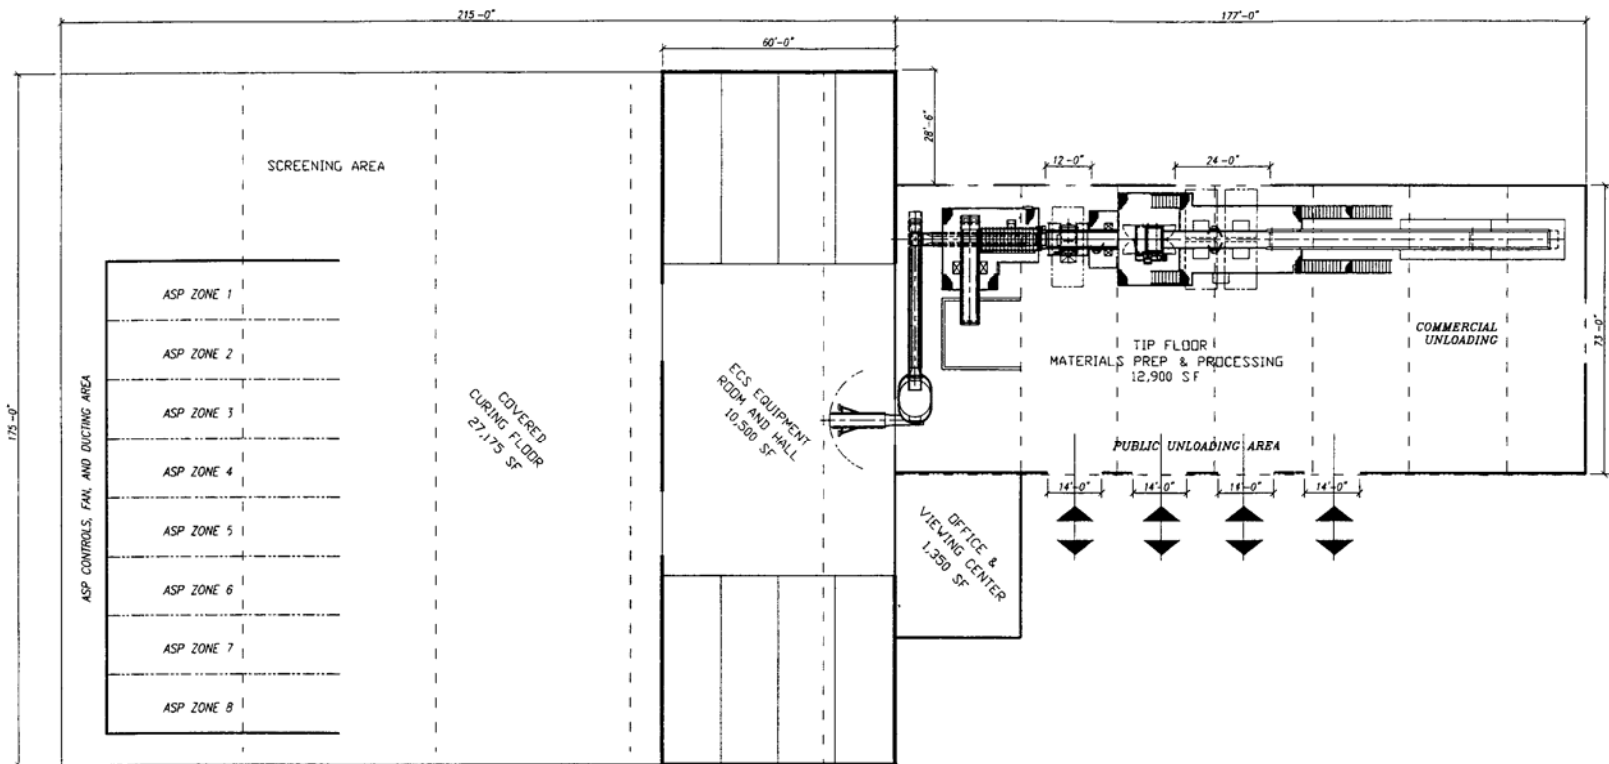 215'-0"
177'-0"
60'-0"
28'-6"
12'-0"
24'-0"
SCREENING AREA
175'-0"
73'-0"
ASP CONTROLS, FAN, AND DUCTING AREA
ASP ZONE 1
ASP ZONE 2
ASP ZONE 3
ASP ZONE 4
ASP ZONE 5
ASP ZONE 6
ASP ZONE 7
ASP ZONE 8
COVERED
CURING FLOOR
27,175 SF
ECS EQUIPMENT
ROOM AND HALL
10,500 SF
TIP FLOOR
MATERIALS PREP & PROCESSING
12,900 SF
COMMERCIAL
UNLOADING
PUBLIC UNLOADING AREA
14'-0"
14'-0"
14'-0"
14'-0"
OFFICE &
VIEWING CENTER
1,350 SF